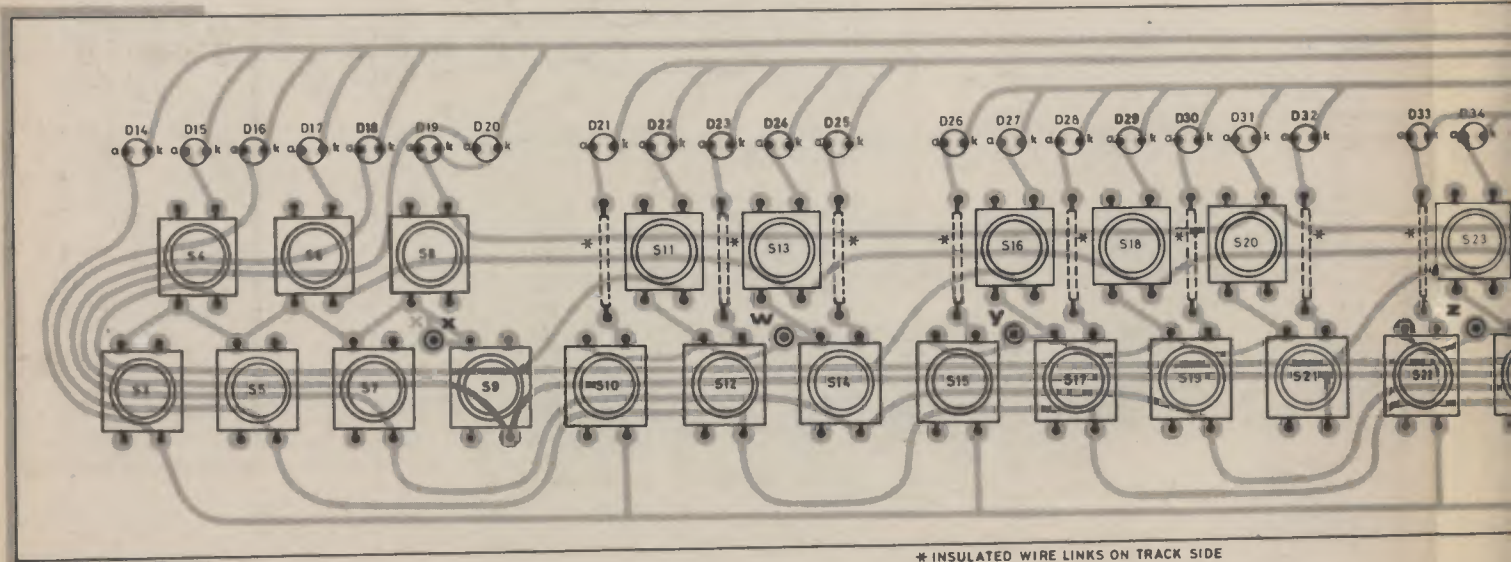 D14 D15 D16 D17 D18 D19 D20 D21 D22 D23 D24 D25 D26 D27 D28 D29 D30 D31 D32 D33 D34
a k a k a k a k a k a k a k a k a k a k a k a k a k a k a k a k a k a k a k a k a k
S4 S6 S8 S11 S13 S16 S18 S20 S23
* * * * * * * *
x x w y z
S3 S5 S7 S9 S10 S12 S14 S15 S17 S19 S21 S22
* INSULATED WIRE LINKS ON TRACK SIDE